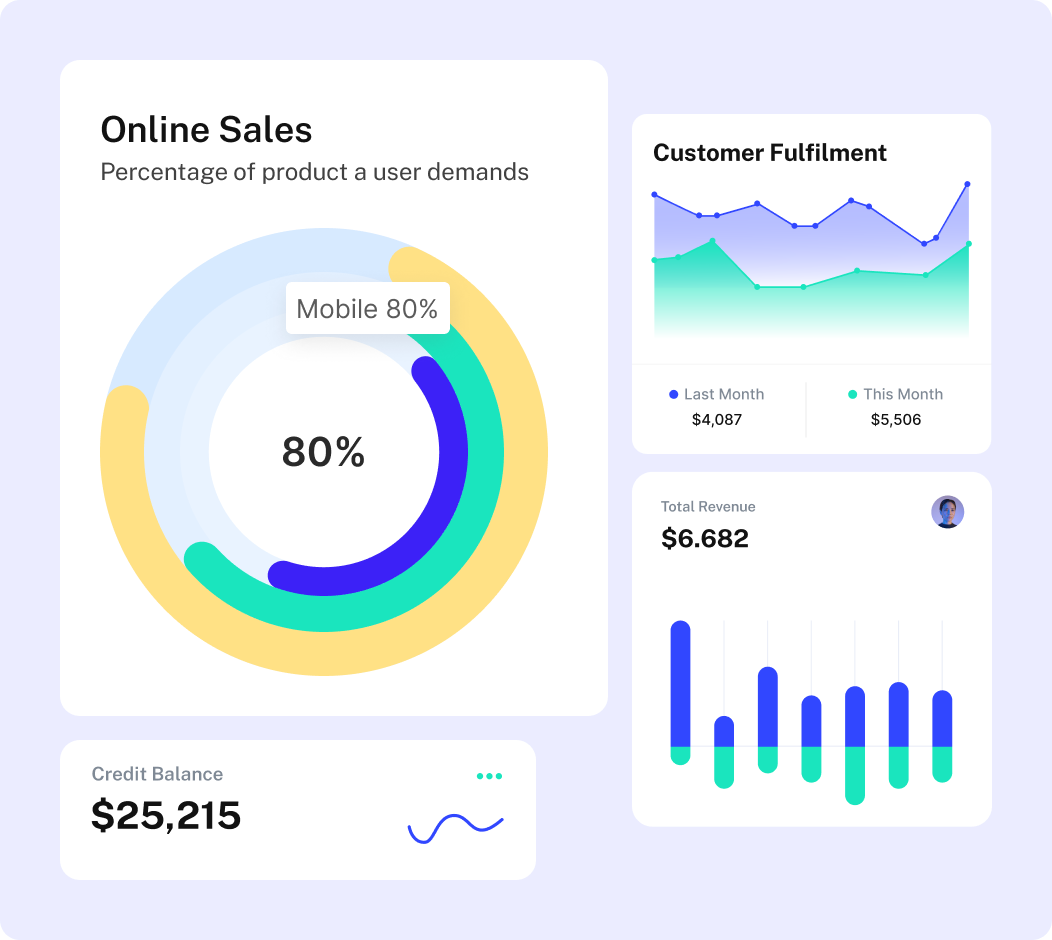 Online Sales
Percentage of product a user demands
Mobile 80%
80%
Customer Fulfilment
Last Month
$4,087
This Month
$5,506
Total Revenue
$6.682
Credit Balance
$25,215